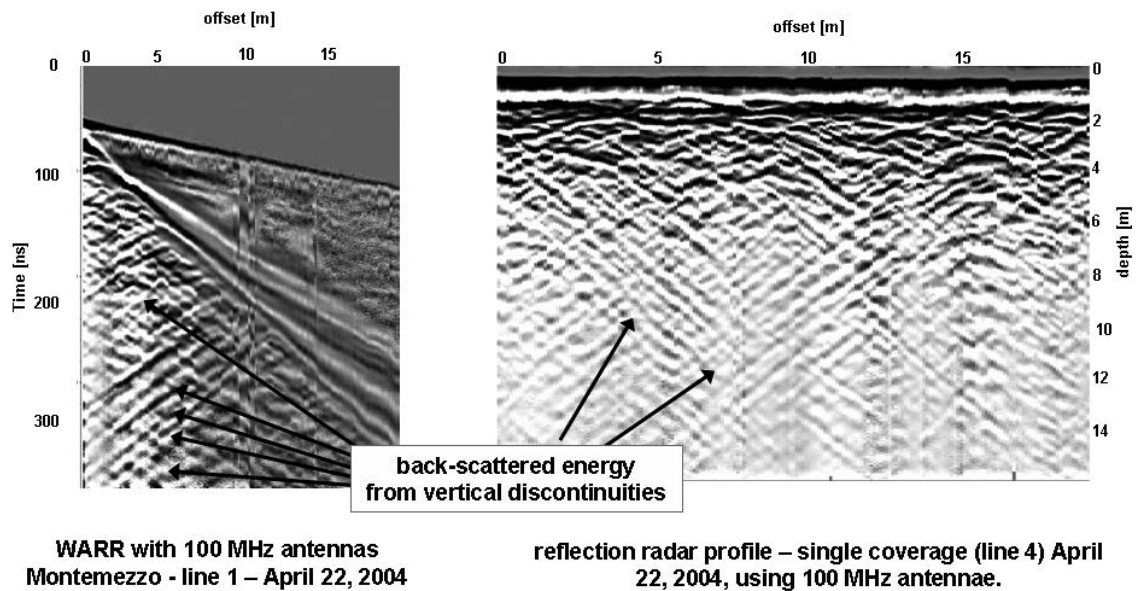 offset [m]
0 5 10 15
0
100
200
300
Time [ns]
offset [m]
0 5 10 15
0
2
4
6
8
10
12
14
depth [m]
back-scattered energy
from vertical discontinuities
WARR with 100 MHz antennas
Montemezzo - line 1 – April 22, 2004
reflection radar profile – single coverage (line 4) April
22, 2004, using 100 MHz antennae.